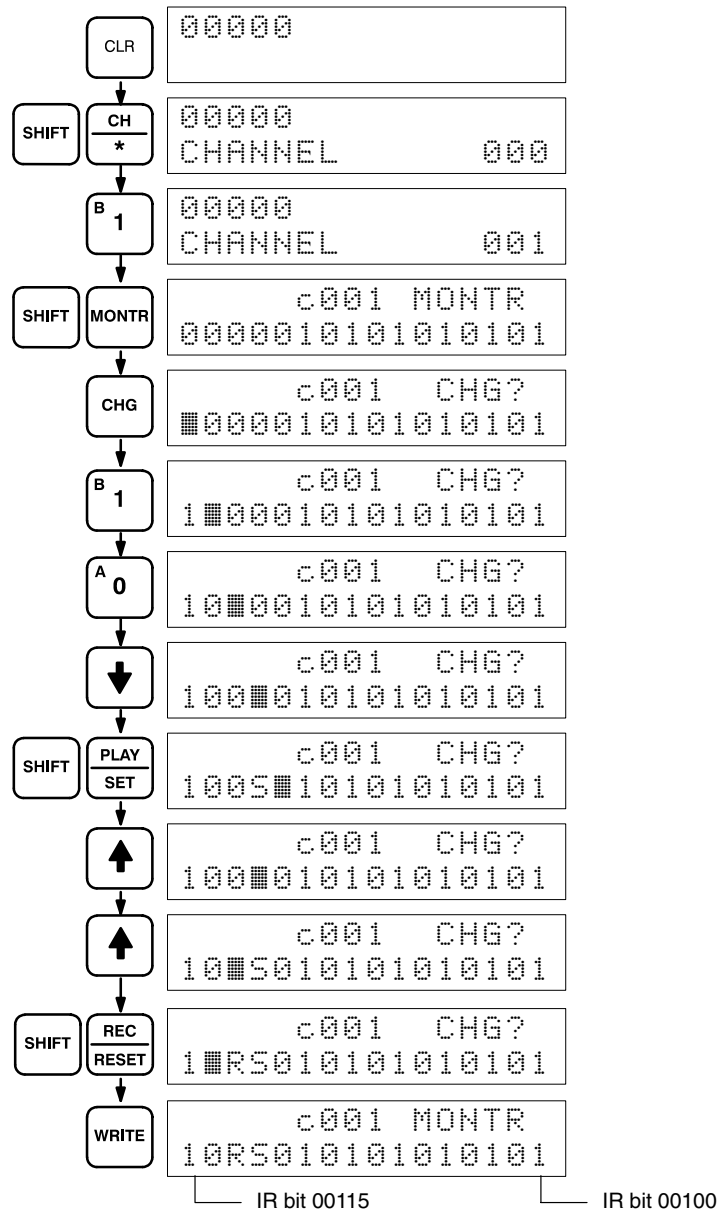 CLR
00000
SHIFT
CH
*
00000
CHANNEL 000
B 1
00000
CHANNEL 001
SHIFT
MONTR
c001 MONTR
0000010101010101
CHG
c001 CHG?
▓000010101010101
B 1
c001 CHG?
1▓00010101010101
A 0
c001 CHG?
10▓0010101010101
c001 CHG?
100▓010101010101
SHIFT
PLAY
SET
c001 CHG?
100S▓10101010101
c001 CHG?
100▓010101010101
c001 CHG?
10▓S010101010101
SHIFT
REC
RESET
c001 CHG?
1▓RS010101010101
WRITE
c001 MONTR
10RS010101010101
IR bit 00115
IR bit 00100